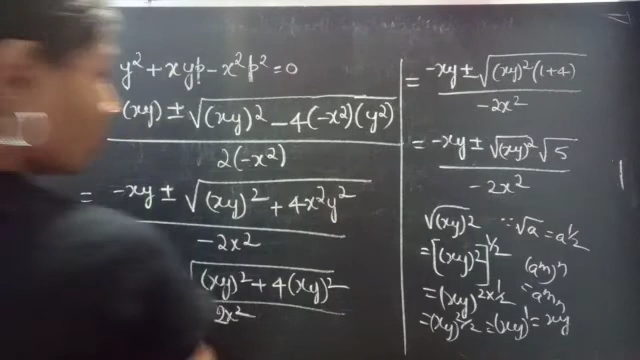 y² + xyp - x²p² = 0
(xy) ± √(xy)² - 4(-x²)(y²)
2(-x²)
= -xy ± √(xy)² + 4x²y²
-2x²
√(xy)² + 4(xy)²
2x²
= -xy ± √(xy)²(1+4)
-2x²
= -xy ± √(xy)² √5
-2x²
√(xy)² ∵ √a = a^1/2
= [(xy)²]^1/2 (a^m)^n
= (xy)^2×1/2 = a^mn
= (xy)^2/2 = (xy)^1 = xy